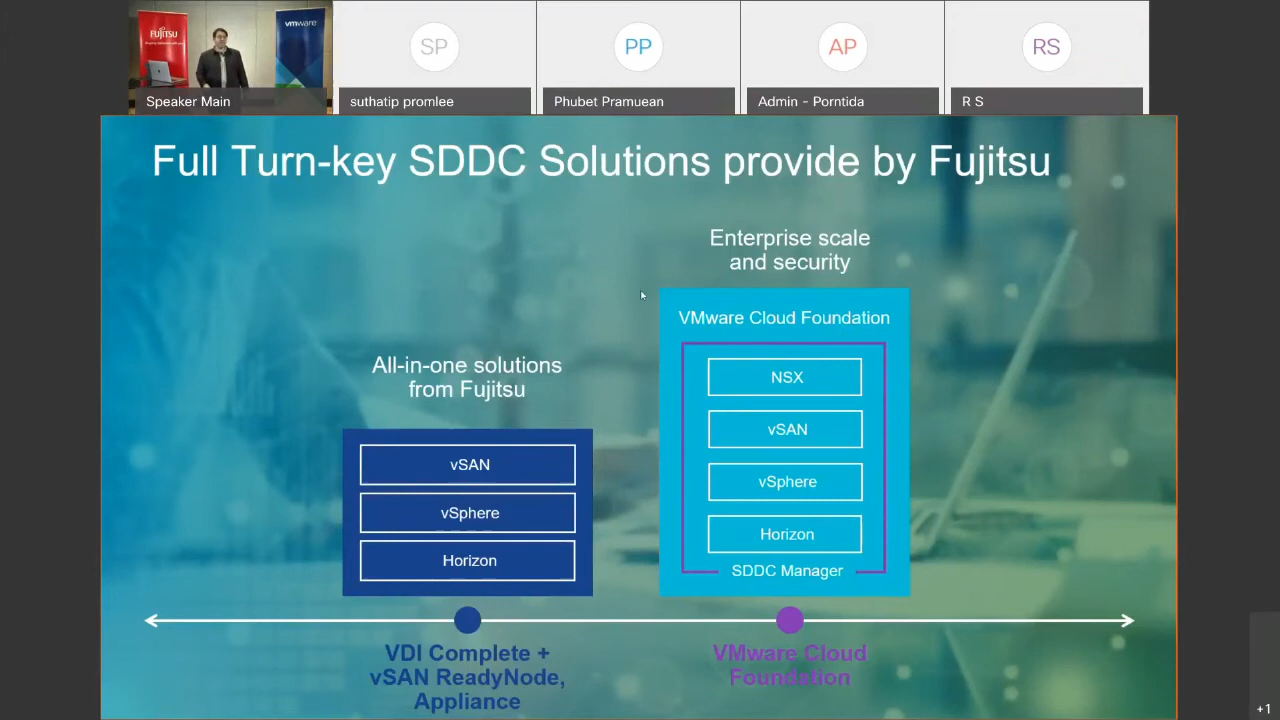 FUJITSU
vmware
SP
PP
AP
RS
Speaker Main
suthatip promlee
Phubet Pramuean
Admin - Porntida
R S
Full Turn-key SDDC Solutions provide by Fujitsu
Enterprise scale
and security
VMware Cloud Foundation
NSX
vSAN
vSphere
Horizon
SDDC Manager
All-in-one solutions
from Fujitsu
vSAN
vSphere
Horizon
VDI Complete +
vSAN ReadyNode,
Appliance
VMware Cloud
Foundation
+1